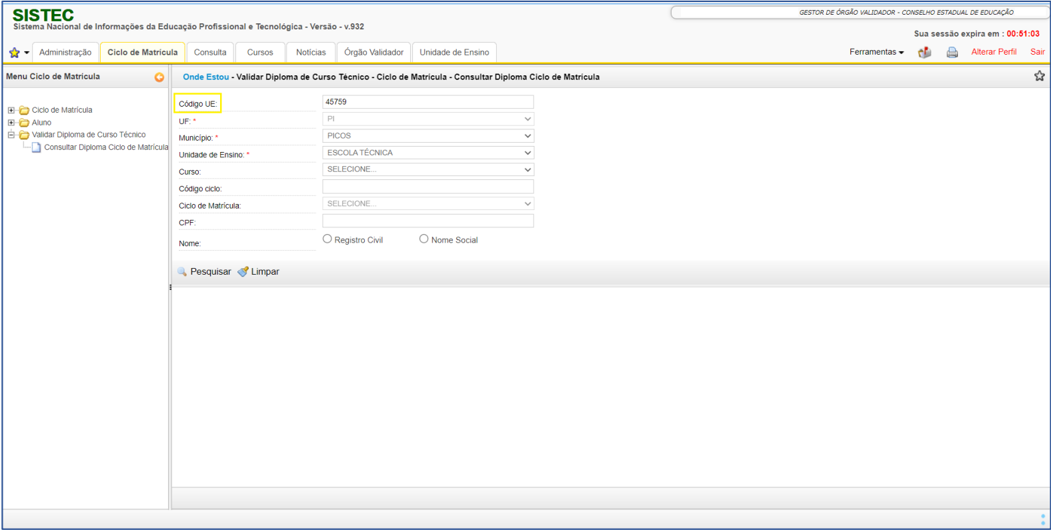 SISTEC
Sistema Nacional de Informações da Educação Profissional e Tecnológica - Versão - v.932
GESTOR DE ÓRGÃO VALIDADOR - CONSELHO ESTADUAL DE EDUCAÇÃO
Sua sessão expira em : 00:51:03
Administração Ciclo de Matrícula Consulta Cursos Notícias Órgão Validador Unidade de Ensino Ferramentas Alterar Perfil Sair
Menu Ciclo de Matrícula
Onde Estou - Validar Diploma de Curso Técnico - Ciclo de Matrícula - Consultar Diploma Ciclo de Matrícula
Ciclo de Matrícula
Aluno
Validar Diploma de Curso Técnico
Consultar Diploma Ciclo de Matrícula
Código UE: 45759
UF: * PI
Município: * PICOS
Unidade de Ensino: * ESCOLA TÉCNICA
Curso: SELECIONE...
Código ciclo:
Ciclo de Matrícula: SELECIONE...
CPF:
Nome: Registro Civil Nome Social
Pesquisar Limpar